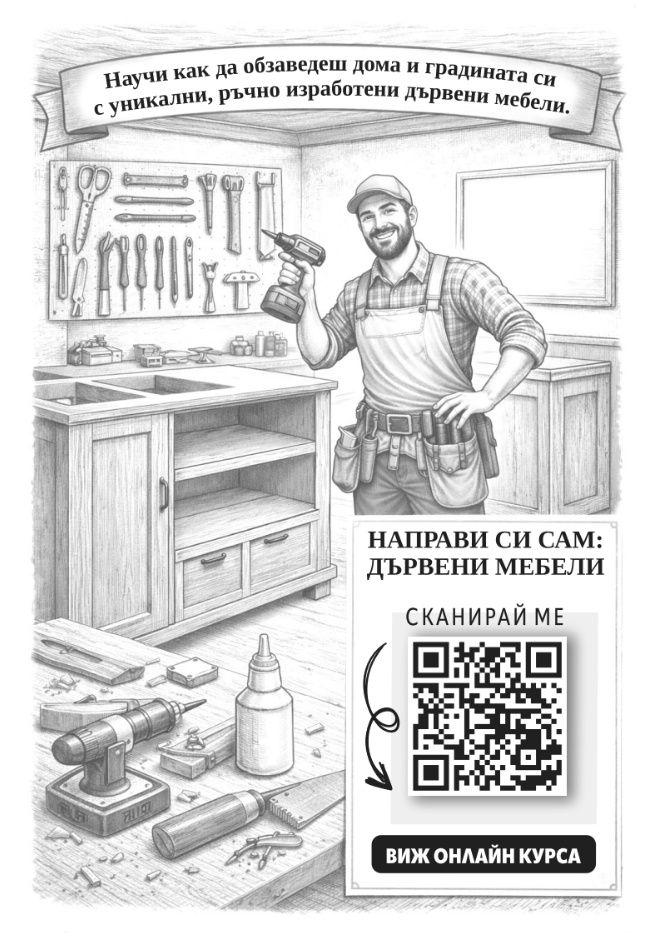 Научи как да обзаведеш дома и градината си
с уникални, ръчно изработени дървени мебели.
НАПРАВИ СИ САМ:
ДЪРВЕНИ МЕБЕЛИ
СКАНИРАЙ МЕ
ВИЖ ОНЛАЙН КУРСА